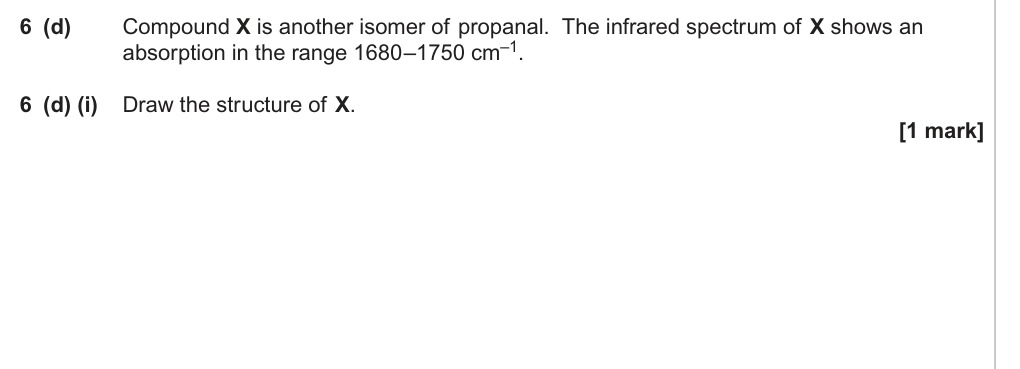 6 (d) Compound X is another isomer of propanal. The infrared spectrum of X shows an
absorption in the range 1680–1750 cm⁻¹.
6 (d) (i) Draw the structure of X.
[1 mark]